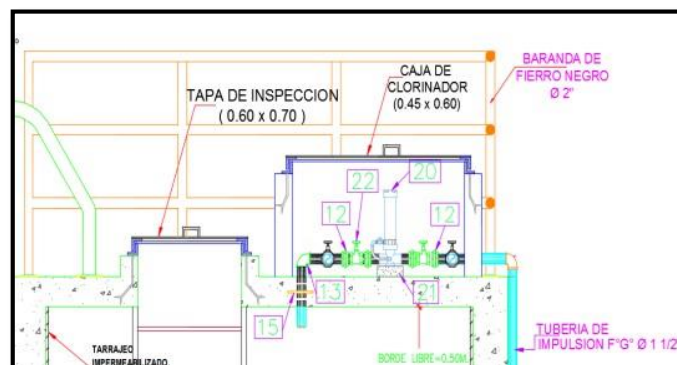 BARANDA DE
FIERRO NEGRO
Ø 2"
CAJA DE
CLORINADOR
(0.45 x 0.60)
TAPA DE INSPECCION
( 0.60 x 0.70 )
22
20
12
12
13
21
15
TUBERIA DE
IMPULSION F°G° Ø 1 1/2
TARRAJEO
IMPERMEABILIZADO
BORDE LIBRE=0.50M